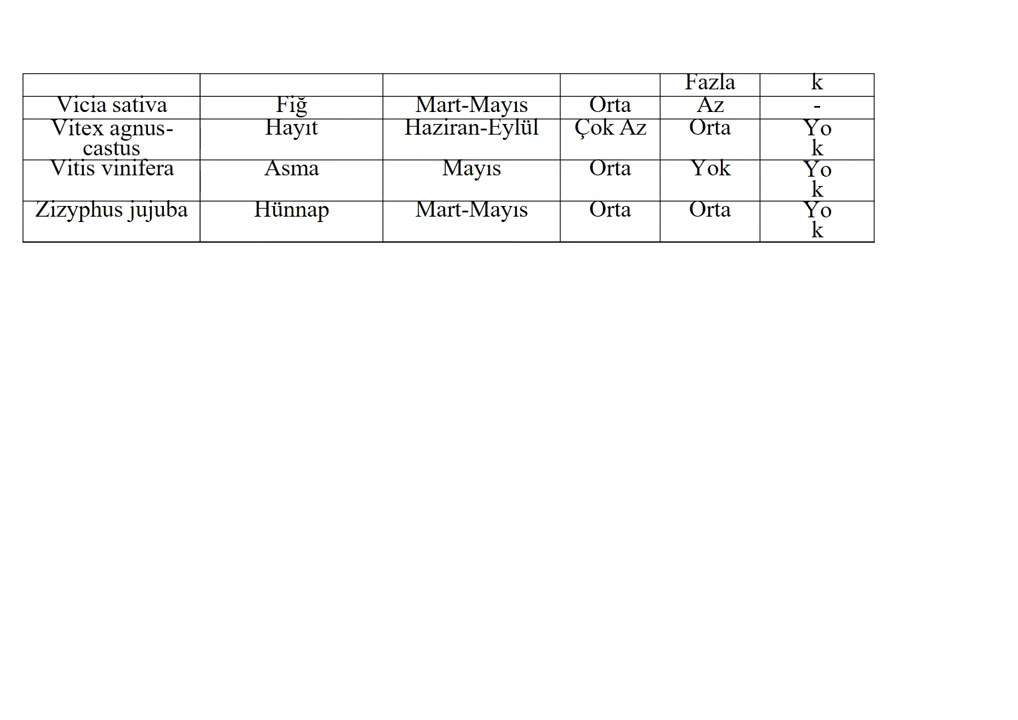 Fazla k
Vicia sativa Fiğ Mart-Mayıs Orta Az -
Vitex agnus- Hayıt Haziran-Eylül Çok Az Orta Yo
castus k
Vitis vinifera Asma Mayıs Orta Yok Yo
k
Zizyphus jujuba Hünnap Mart-Mayıs Orta Orta Yo
k